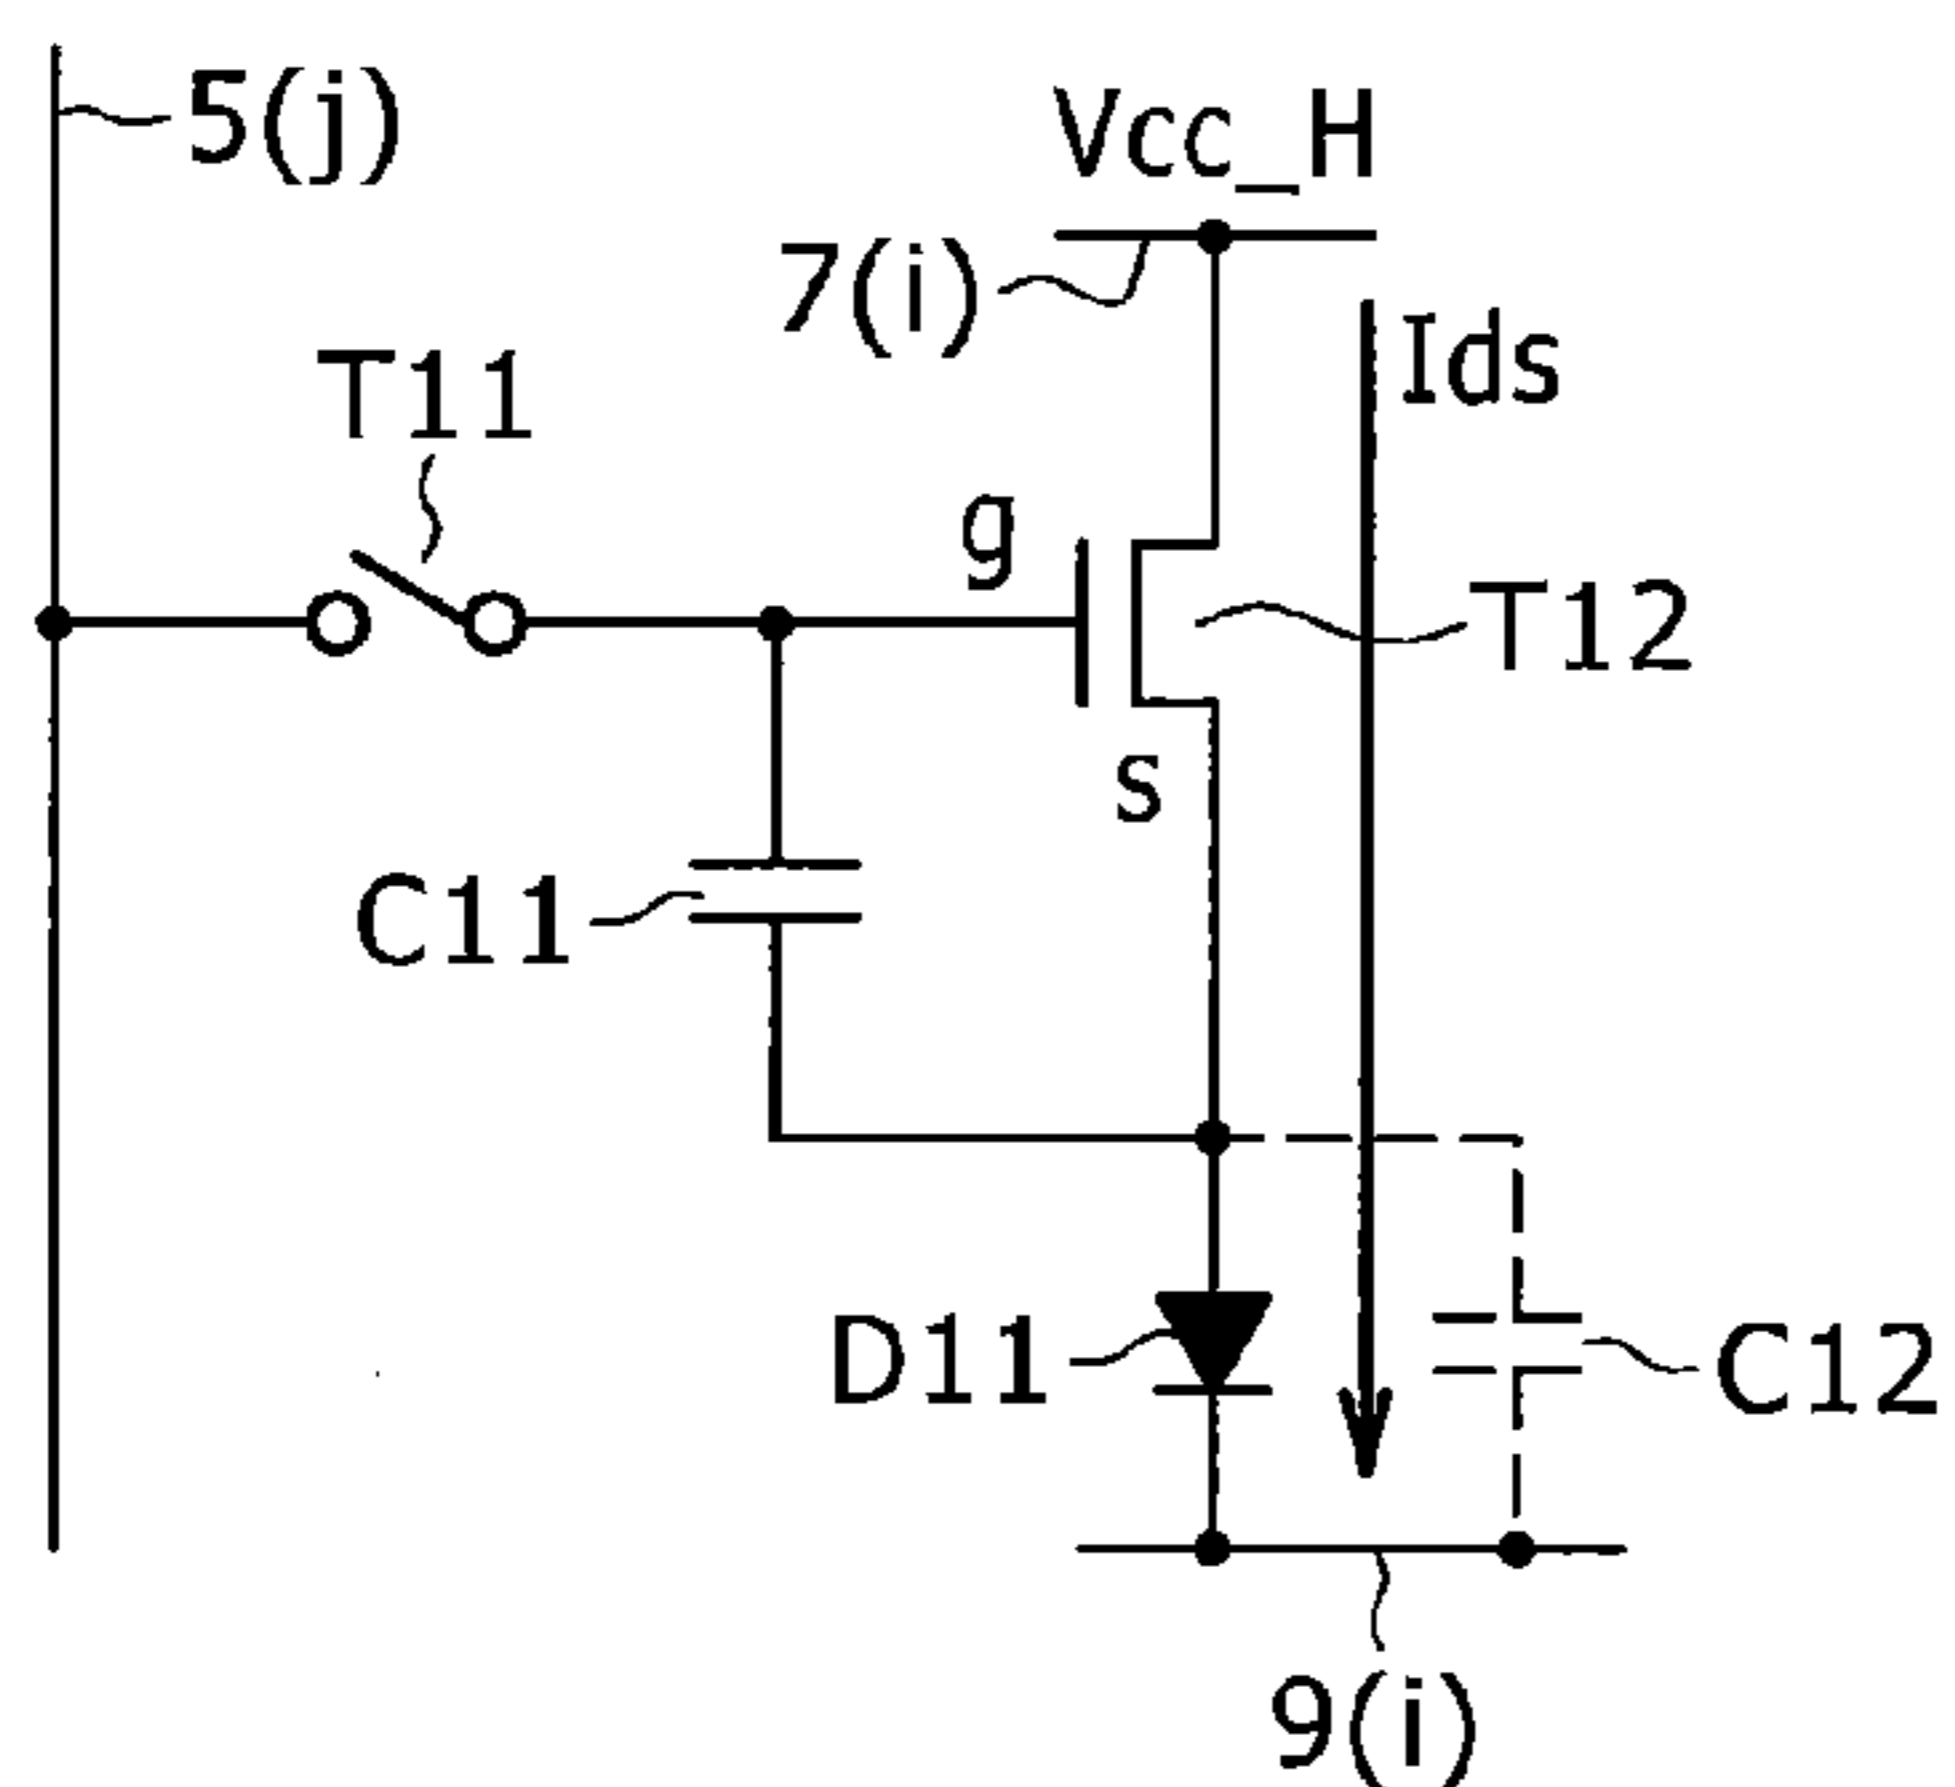 5(j)
Vcc_H
7(i)
Ids
T11
g
T12
s
C11
D11
C12
9(i)